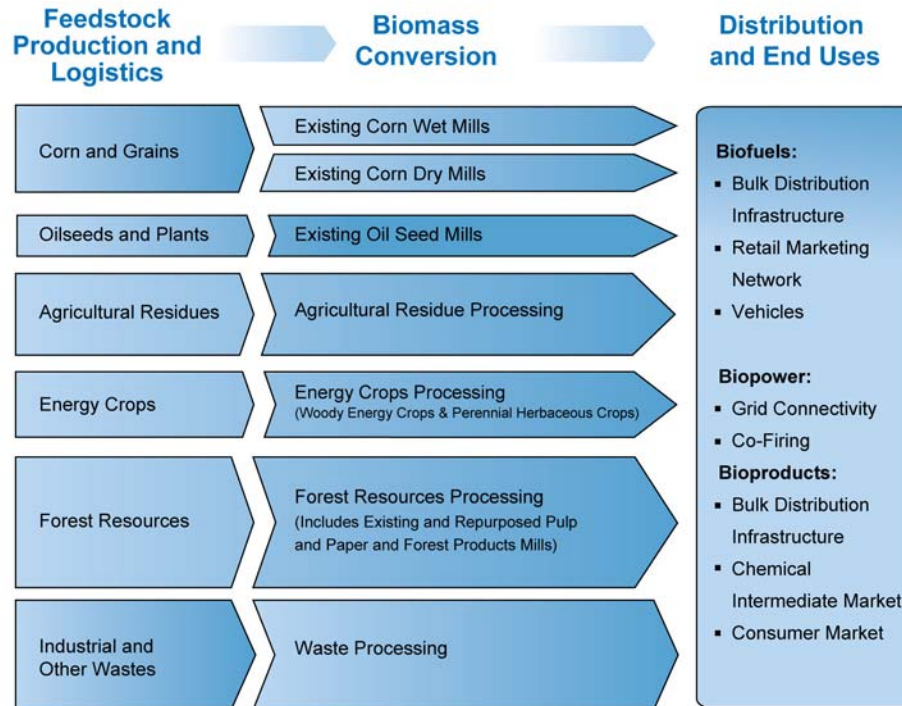 Feedstock
Production and
Logistics
Biomass
Conversion
Distribution
and End Uses
Corn and Grains
Existing Corn Wet Mills
Existing Corn Dry Mills
Oilseeds and Plants
Existing Oil Seed Mills
Agricultural Residues
Agricultural Residue Processing
Energy Crops
Energy Crops Processing
(Woody Energy Crops & Perennial Herbaceous Crops)
Forest Resources
Forest Resources Processing
(Includes Existing and Repurposed Pulp
and Paper and Forest Products Mills)
Industrial and
Other Wastes
Waste Processing
Biofuels:
▪ Bulk Distribution
Infrastructure
▪ Retail Marketing
Network
▪ Vehicles
Biopower:
▪ Grid Connectivity
▪ Co-Firing
Bioproducts:
▪ Bulk Distribution
Infrastructure
▪ Chemical
Intermediate Market
▪ Consumer Market